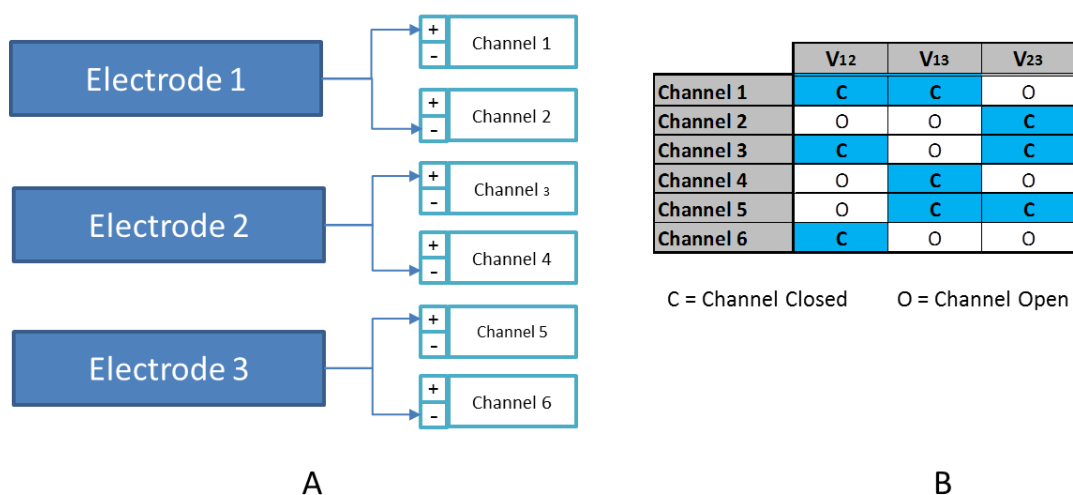 Electrode 1
+
-
Channel 1
+
-
Channel 2
Electrode 2
+
-
Channel 3
+
-
Channel 4
Electrode 3
+
-
Channel 5
+
-
Channel 6
A
V12 V13 V23
Channel 1 C C O
Channel 2 O O C
Channel 3 C O C
Channel 4 O C O
Channel 5 O C C
Channel 6 C O O
C = Channel Closed O = Channel Open
B